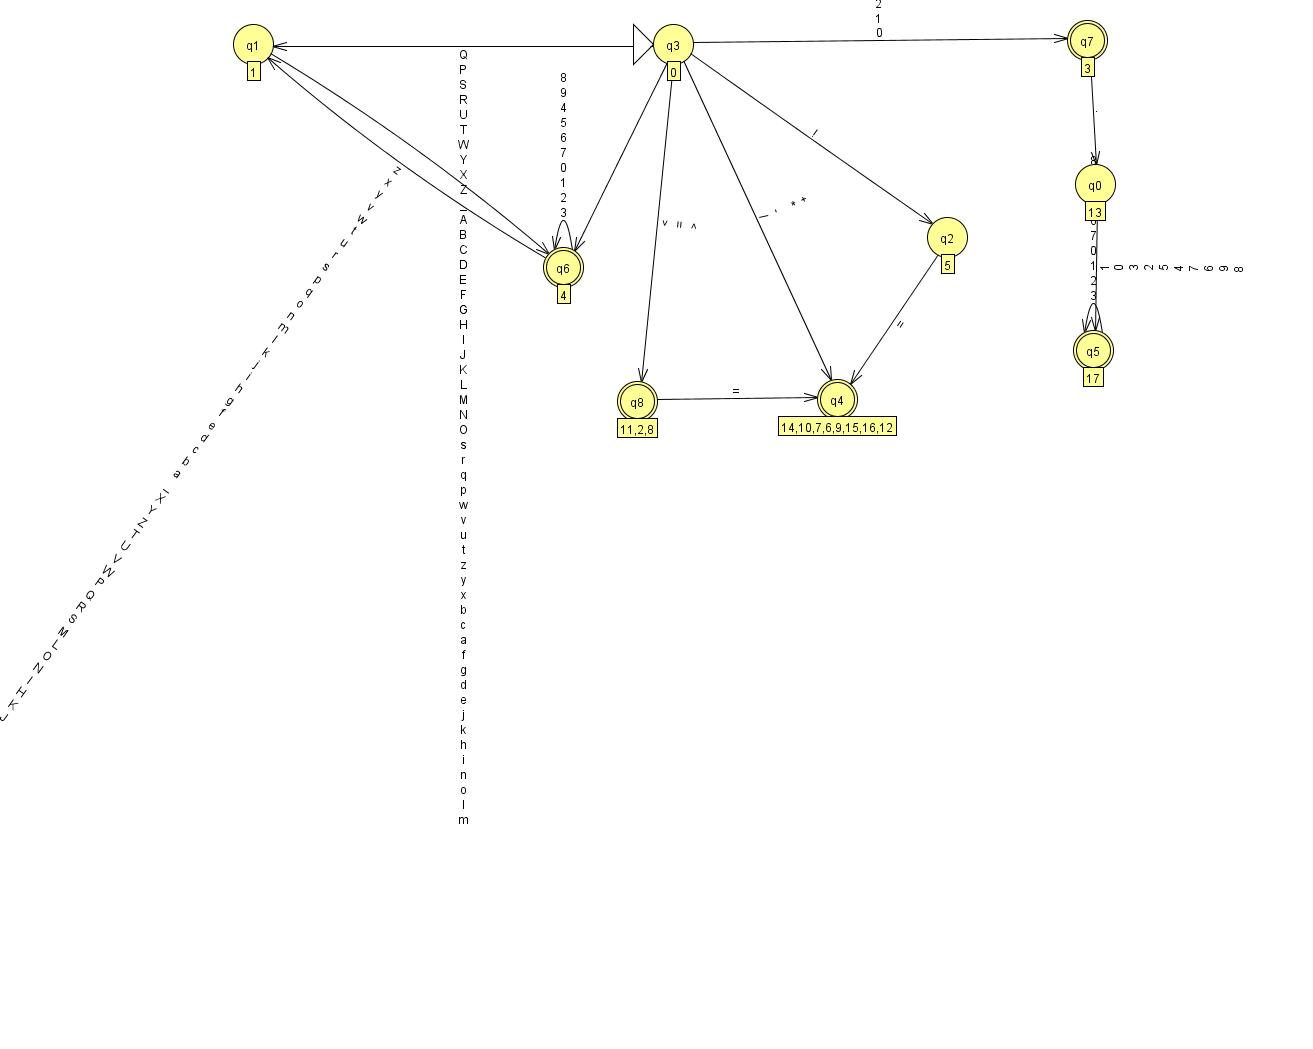 2
1
0
q1
1
q3
0
q7
3
Q
P
S
R
U
T
W
Y
X
Z
_
A
B
C
D
E
F
G
H
I
J
K
L
M
N
O
s
r
q
p
w
v
u
t
z
y
x
b
c
a
f
g
d
e
j
k
h
i
n
o
l
m
8
9
4
5
6
7
0
1
2
3
q6
4
!
.
q0
13
7
0
1
2
3
1 0 3 2 5 4 7 6 9 8
q5
17
q2
5
=
/ - * +
< = >
q8
11,2,8
=
q4
14,10,7,6,9,15,16,12